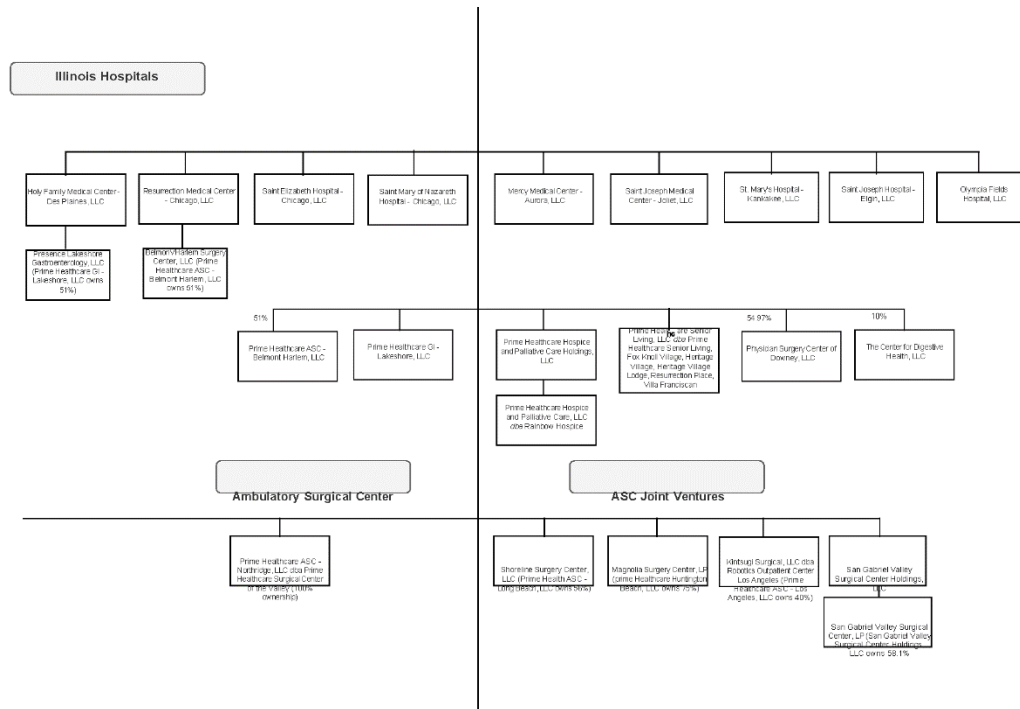 Illinois Hospitals
Holy Family Medical Center -
Des Plaines, LLC
Resurrection Medical Center
- Chicago, LLC
Saint Elizabeth Hospital -
Chicago, LLC
Saint Mary of Nazareth
Hospital - Chicago, LLC
Mercy Medical Center -
Aurora, LLC
Saint Joseph Medical
Center - Joliet, LLC
St. Mary's Hospital -
Kankakee, LLC
Saint Joseph Hospital -
Elgin, LLC
Olympia Fields
Hospital, LLC
Presence Lakeshore
Gastroenterology, LLC
(Prime Healthcare GI -
Lakeshore, LLC owns
51%)
Belmont/Harlem Surgery
Center, LLC (Prime
Healthcare ASC -
Belmont Harlem, LLC
owns 51%)
51%
Prime Healthcare ASC -
Belmont Harlem, LLC
Prime Healthcare GI -
Lakeshore, LLC
Prime Healthcare Hospice
and Palliative Care Holdings,
LLC
Prime Healthcare Senior
Living, LLC dba Prime
Healthcare Senior Living,
Fox Knoll Village, Heritage
Village, Heritage Village
Lodge, Resurrection Place,
Villa Franciscan
54.97%
Physician Surgery Center of
Downey, LLC
10%
The Center for Digestive
Health, LLC
Prime Healthcare Hospice
and Palliative Care, LLC
dba Rainbow Hospice
Ambulatory Surgical Center
ASC Joint Ventures
Prime Healthcare ASC -
Northridge, LLC dba Prime
Healthcare Surgical Center
of the Valley (100%
ownership)
Shoreline Surgery Center,
LLC (Prime Health ASC -
Long Beach, LLC owns 56%)
Magnolia Surgery Center, LP
(prime Healthcare Huntington
Beach, LLC owns 75%)
Kintsugi Surgical, LLC dba
Robotics Outpatient Center
Los Angeles (Prime
Healthcare ASC - Los
Angeles, LLC owns 40%)
San Gabriel Valley
Surgical Center Holdings,
LLC
San Gabriel Valley Surgical
Center, LP (San Gabriel Valley
Surgical Center Holdings,
LLC owns 58.1%